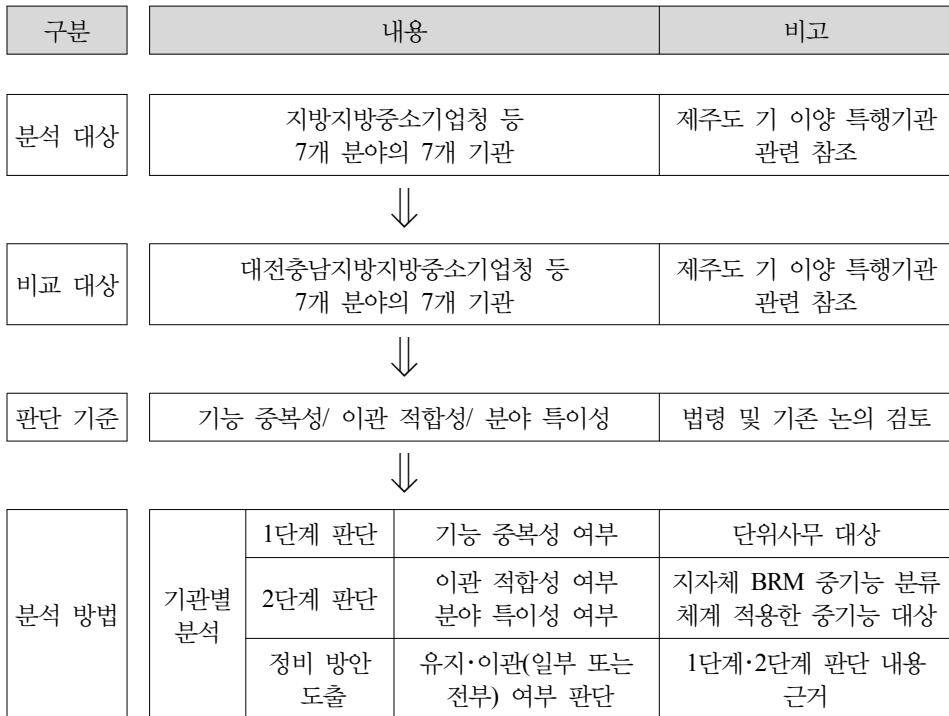 구분 내용 비고
분석 대상
지방지방중소기업청 등
7개 분야의 7개 기관
제주도 기 이양 특행기관
관련 참조
⇓
비교 대상
대전충남지방지방중소기업청 등
7개 분야의 7개 기관
제주도 기 이양 특행기관
관련 참조
⇓
판단 기준
기능 중복성/ 이관 적합성/ 분야 특이성
법령 및 기존 논의 검토
⇓
분석 방법
기관별
분석
1단계 판단
기능 중복성 여부
단위사무 대상
2단계 판단
이관 적합성 여부
분야 특이성 여부
지자체 BRM 중기능 분류
체계 적용한 중기능 대상
정비 방안
도출
유지·이관(일부 또는
전부) 여부 판단
1단계·2단계 판단 내용
근거